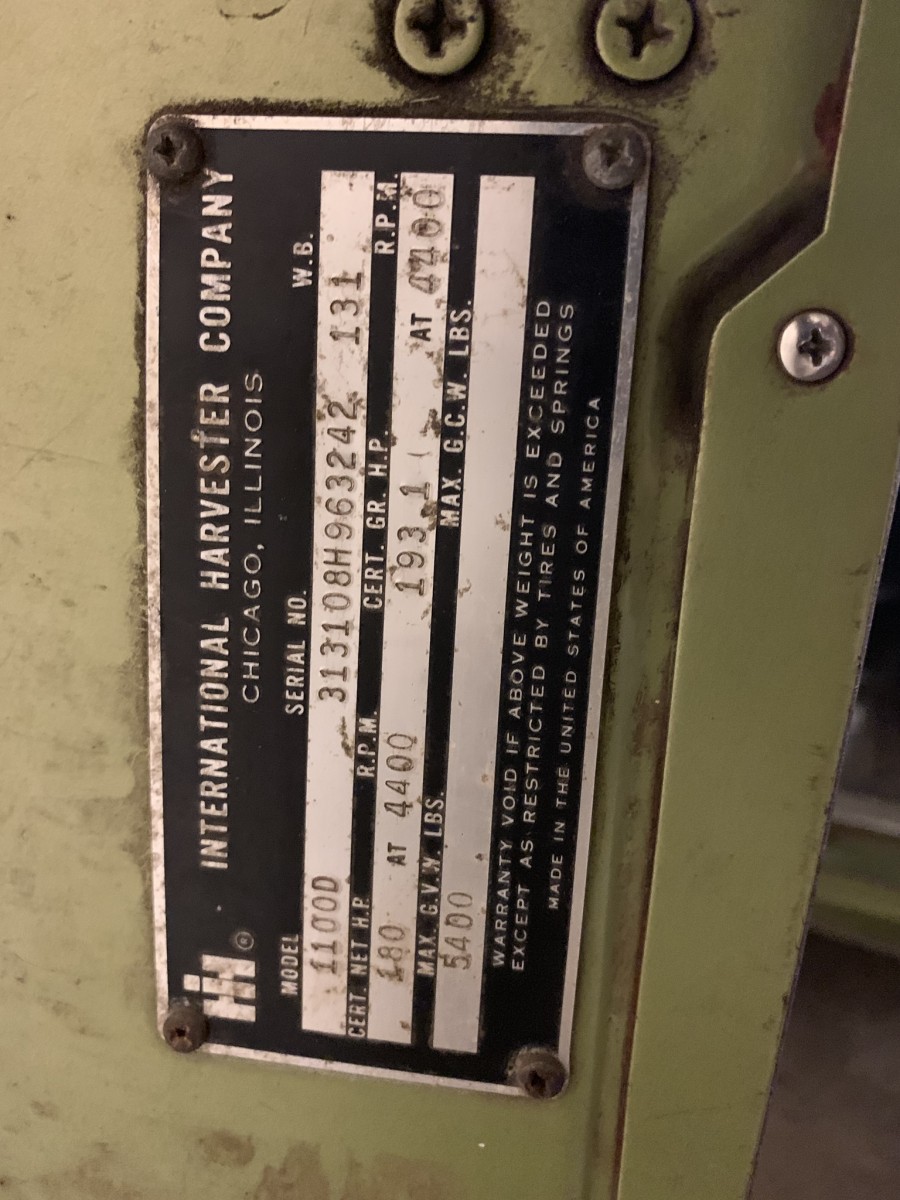 IH ® INTERNATIONAL HARVESTER COMPANY
CHICAGO, ILLINOIS
MODEL SERIAL NO. W.B.
1100D 313108H963242 131
CERT. NET H.P. R.P.M. CERT. GR. H.P. R.P.M.
180 AT 4400 193.1 AT 4400
MAX. G.V.W. LBS. MAX. G.C.W. LBS.
5400
WARRANTY VOID IF ABOVE WEIGHT IS EXCEEDED
EXCEPT AS RESTRICTED BY TIRES AND SPRINGS
MADE IN THE UNITED STATES OF AMERICA